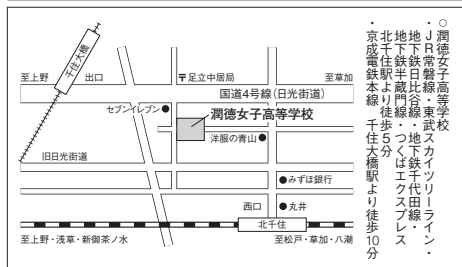 ○潤徳女子高等学校
・JR常磐線・東武スカイツリーライン・
地下鉄日比谷線・地下鉄千代田線・
地下鉄半蔵門線・つくばエクスプレス
北千住駅より徒歩5分
・京成電鉄本線 千住大橋駅より徒歩10分
千住大橋
至上野
出口
〒足立中居局
至草加
国道4号線(日光街道)
セブンイレブン
潤徳女子高等学校
洋服の青山
旧日光街道
みずほ銀行
西口
丸井
北千住
至上野・浅草・新御茶ノ水
至松戸・草加・八潮